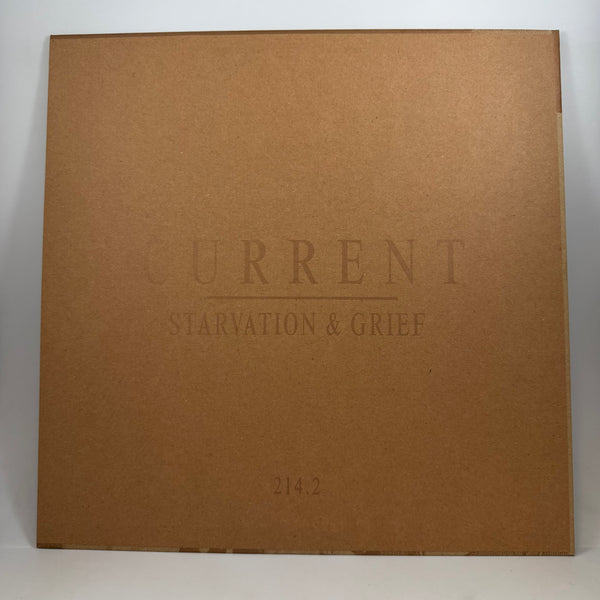 CURRENT
STARVATION & GRIEF
214.2